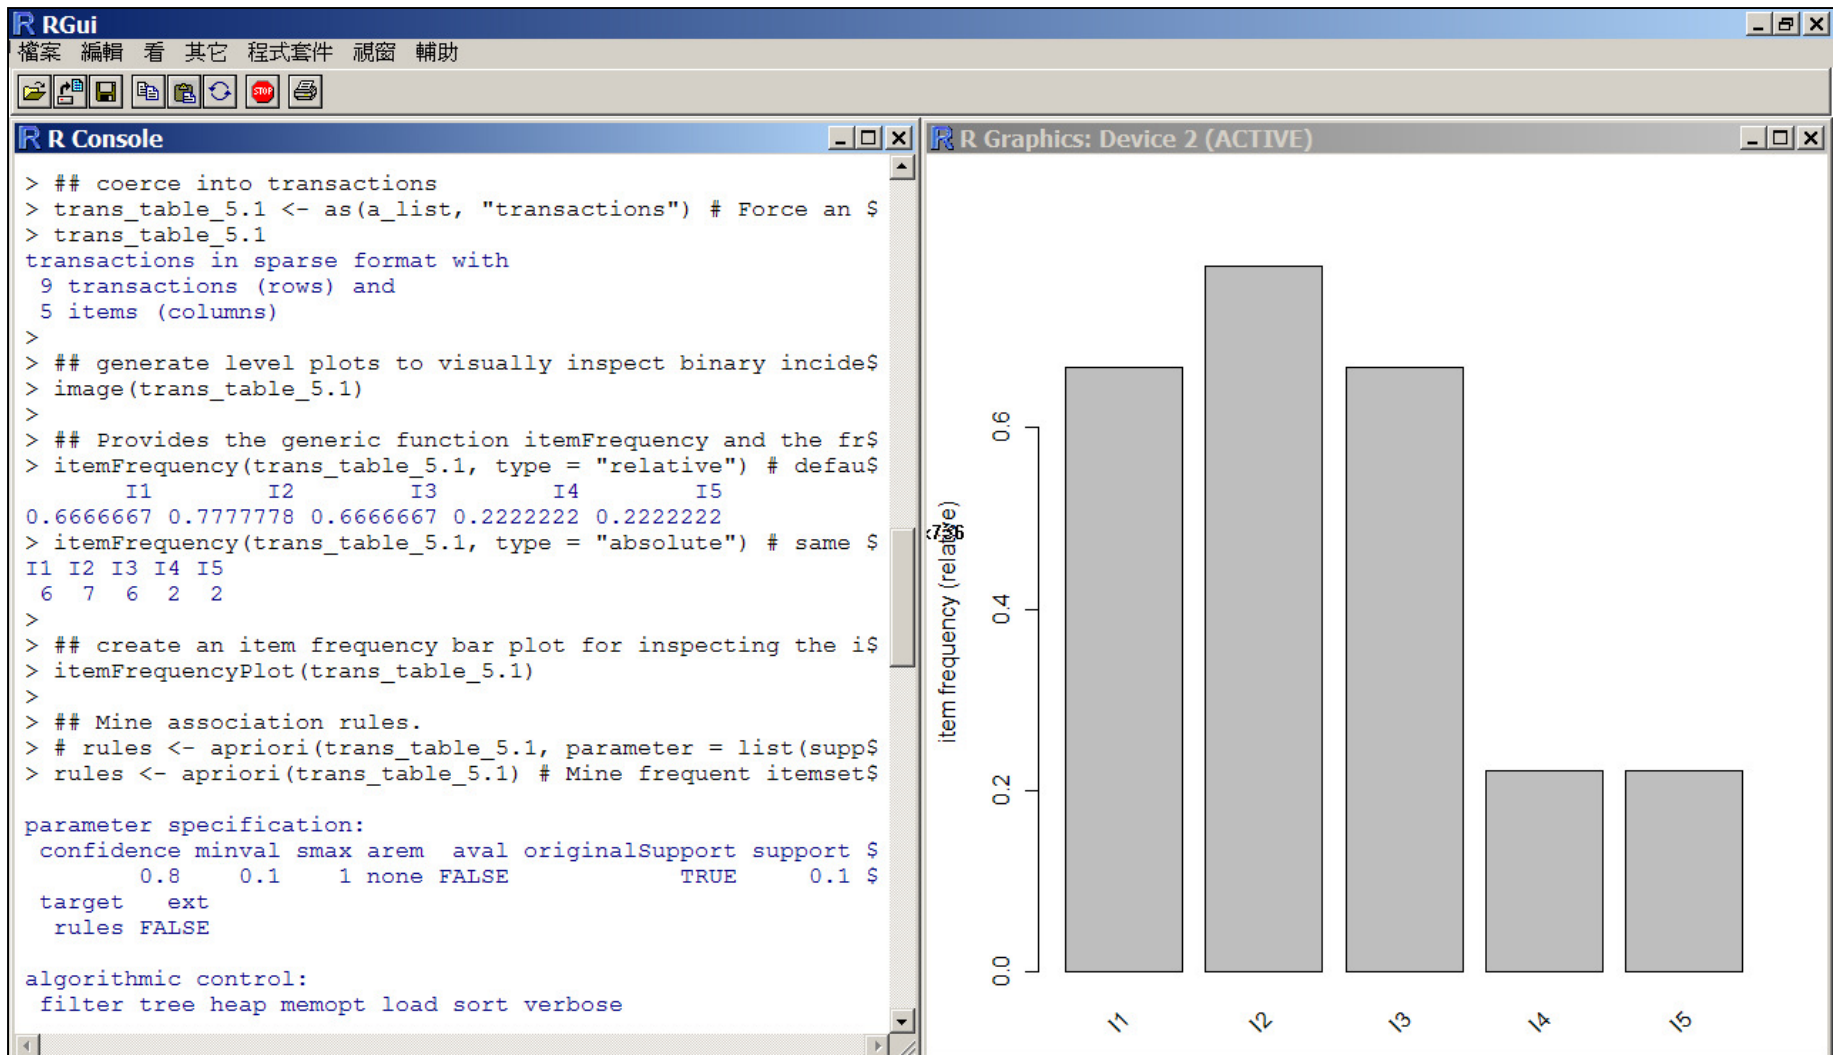 RGui
檔案 編輯 看 其它 程式套件 視窗 輔助
STOP
R Console
> ## coerce into transactions
> trans_table_5.1 <- as(a_list, "transactions") # Force an $
> trans_table_5.1
transactions in sparse format with
 9 transactions (rows) and
 5 items (columns)
>
> ## generate level plots to visually inspect binary incide$
> image(trans_table_5.1)
>
> ## Provides the generic function itemFrequency and the fr$
> itemFrequency(trans_table_5.1, type = "relative") # defau$
       I1        I2        I3        I4        I5
0.6666667 0.7777778 0.6666667 0.2222222 0.2222222
> itemFrequency(trans_table_5.1, type = "absolute") # same $
I1 I2 I3 I4 I5
 6  7  6  2  2
>
> ## create an item frequency bar plot for inspecting the i$
> itemFrequencyPlot(trans_table_5.1)
>
> ## Mine association rules.
> # rules <- apriori(trans_table_5.1, parameter = list(supp$
> rules <- apriori(trans_table_5.1) # Mine frequent itemset$
parameter specification:
 confidence minval smax arem  aval originalSupport support $
        0.8    0.1    1 none FALSE            TRUE     0.1 $
 target   ext
  rules FALSE
algorithmic control:
 filter tree heap memopt load sort verbose
R Graphics: Device 2 (ACTIVE)
item frequency (relative)
0.6
0.4
0.2
0.0
I1 I2 I3 I4 I5